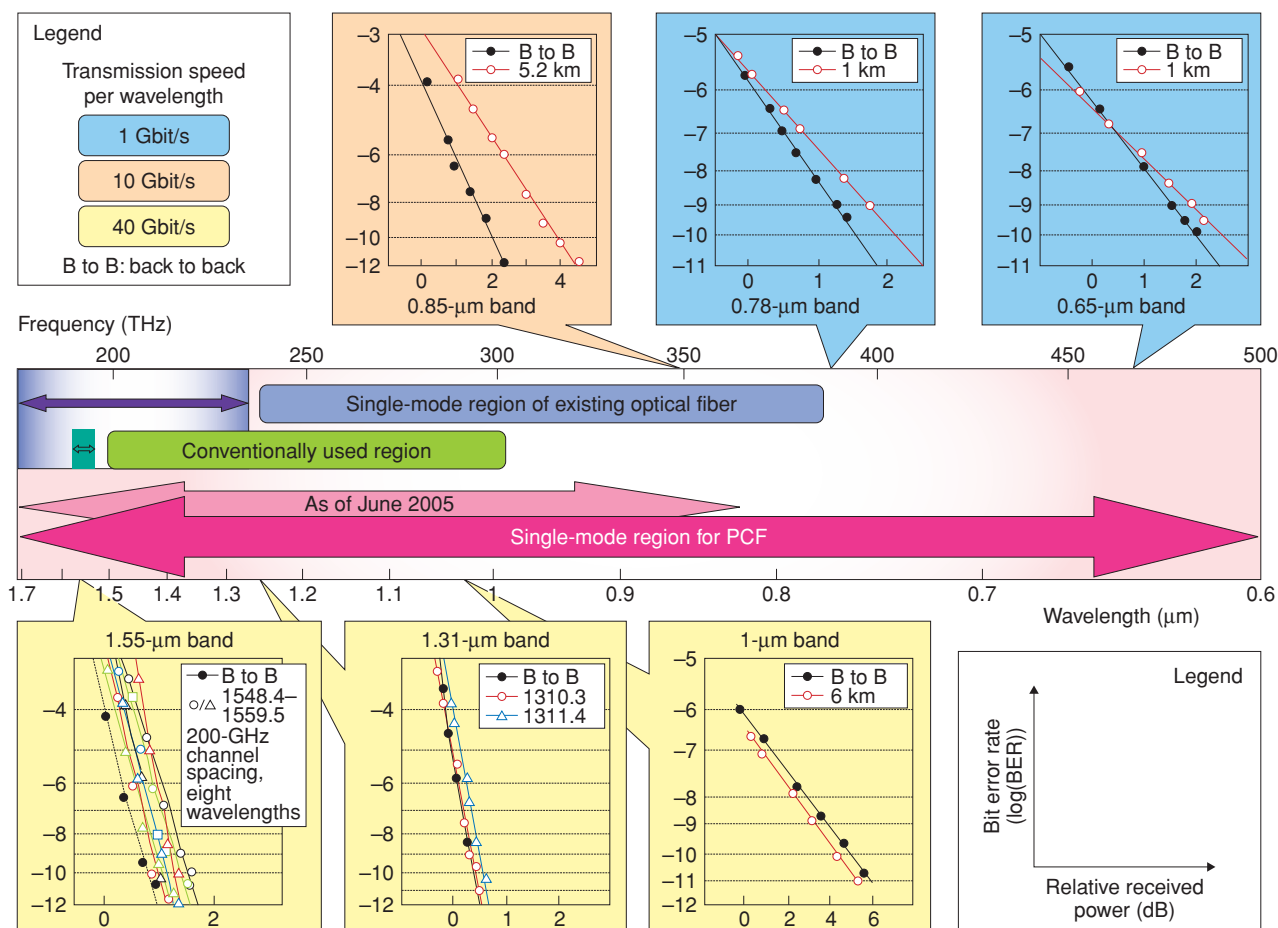 Legend
Transmission speed
per wavelength
1 Gbit/s
10 Gbit/s
40 Gbit/s
B to B: back to back
–3
–4
–6
–8
–10
–12
B to B
5.2 km
0 2 4
0.85-μm band
–5
–6
–7
–8
–9
–10
–11
B to B
1 km
0 1 2
0.78-μm band
–5
–6
–7
–8
–9
–10
–11
B to B
1 km
0 1 2
0.65-μm band
Frequency (THz)
200 250 300 350 400 450 500
Single-mode region of existing optical fiber
Conventionally used region
As of June 2005
Single-mode region for PCF
1.7 1.5 1.4 1.3 1.2 1.1 1 0.9 0.8 0.7 0.6
Wavelength (μm)
1.55-μm band
–4
–6
–8
–10
–12
B to B
○/△ 1548.4–
1559.5
200-GHz
channel
spacing,
eight
wavelengths
0 2
1.31-μm band
–4
–6
–8
–10
–12
B to B
1310.3
1311.4
0 1 2
1-μm band
–5
–6
–7
–8
–9
–10
–11
–12
B to B
6 km
0 2 4 6
Legend
Bit error rate
(log(BER))
Relative received
power (dB)